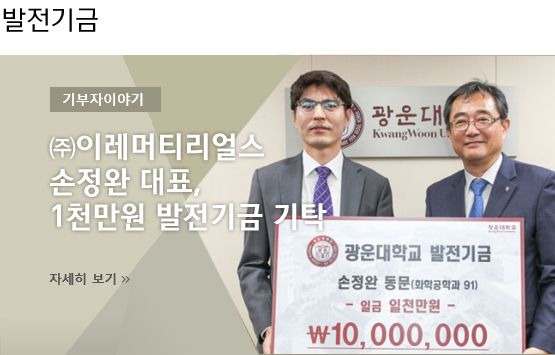 발전기금
기부자이야기
㈜이레머티리얼스
손정완 대표,
1천만원 발전기금 기탁
자세히 보기 »
광운대
KwangWoon U
광운대학교
광운대학교 발전기금
손정완 동문(화학공학과 91)
- 일금 일천만원 -
₩10,000,000